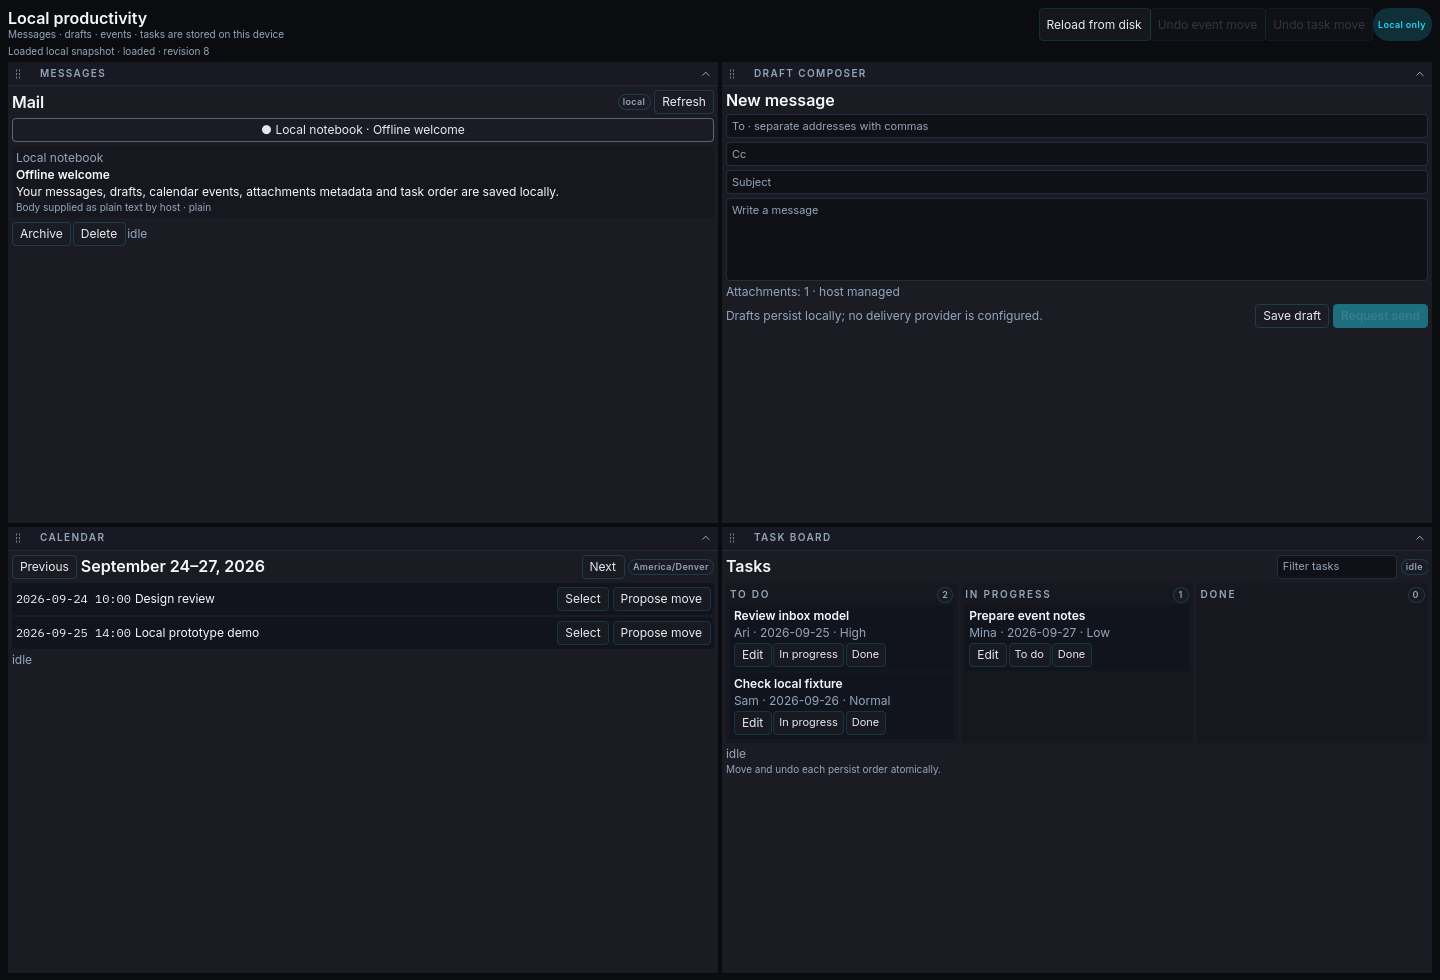 Local productivity
Messages · drafts · events · tasks are stored on this device
Loaded local snapshot · loaded · revision 8
Reload from disk
Undo event move
Undo task move
Local only
MESSAGES
Mail
local
Refresh
Local notebook · Offline welcome
Local notebook
Offline welcome
Your messages, drafts, calendar events, attachments metadata and task order are saved locally.
Body supplied as plain text by host · plain
Archive
Delete
idle
DRAFT COMPOSER
New message
To · separate addresses with commas
Cc
Subject
Write a message
Attachments: 1 · host managed
Drafts persist locally; no delivery provider is configured.
Save draft
Request send
CALENDAR
Previous
September 24–27, 2026
Next
America/Denver
2026-09-24 10:00 Design review
Select
Propose move
2026-09-25 14:00 Local prototype demo
Select
Propose move
idle
TASK BOARD
Tasks
Filter tasks
idle
TO DO
2
Review inbox model
Ari · 2026-09-25 · High
Edit
In progress
Done
Check local fixture
Sam · 2026-09-26 · Normal
Edit
In progress
Done
IN PROGRESS
1
Prepare event notes
Mina · 2026-09-27 · Low
Edit
To do
Done
DONE
0
idle
Move and undo each persist order atomically.